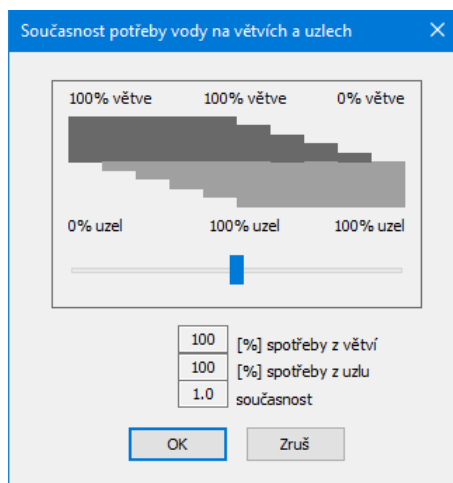 Současnost potřeby vody na větvích a uzlech
100% větve 100% větve 0% větve
0% uzel 100% uzel 100% uzel
100 [%] spotřeby z větví
100 [%] spotřeby z uzlu
1.0 současnost
OK Zruš